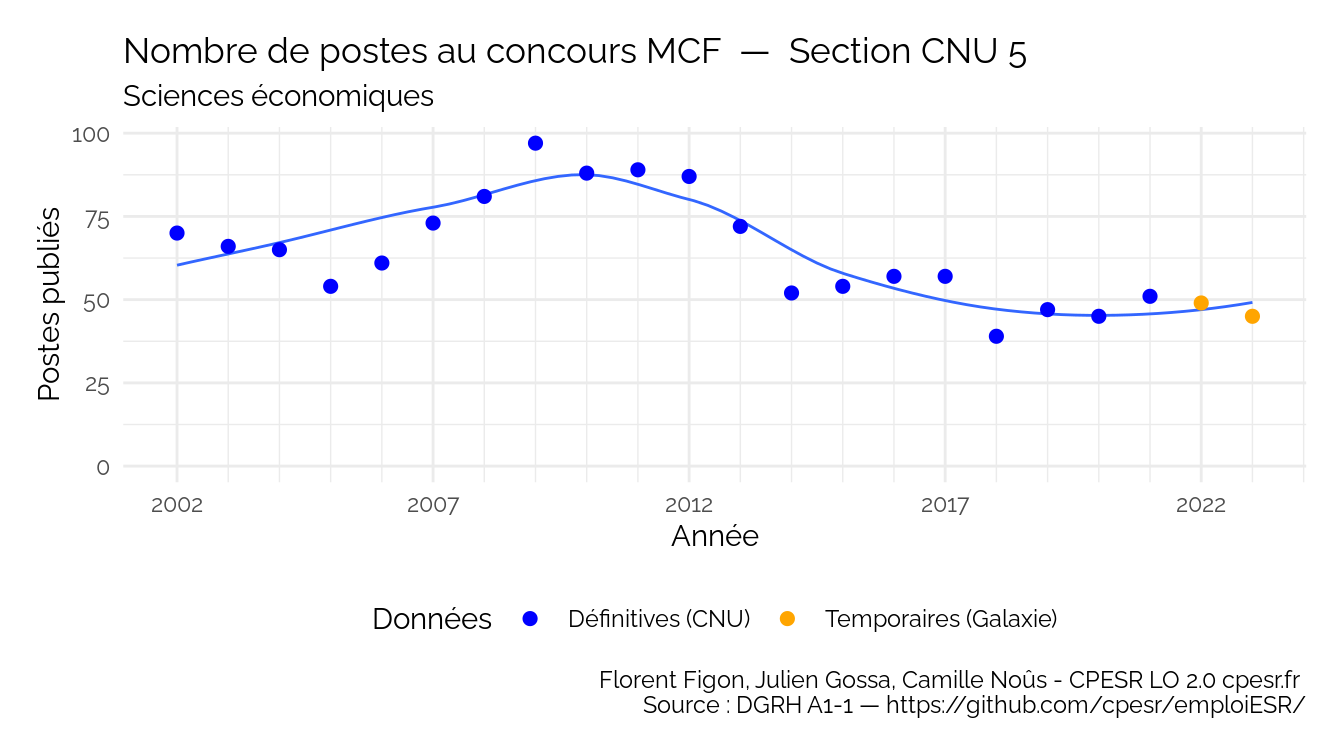 Nombre de postes au concours MCF — Section CNU 5
Sciences économiques
100
75
50
25
0
Postes publiés
2002 2007 2012 2017 2022
Année
Données Définitives (CNU) Temporaires (Galaxie)
Florent Figon, Julien Gossa, Camille Noûs - CPESR LO 2.0 cpesr.fr
Source : DGRH A1-1 — https://github.com/cpesr/emploiESR/